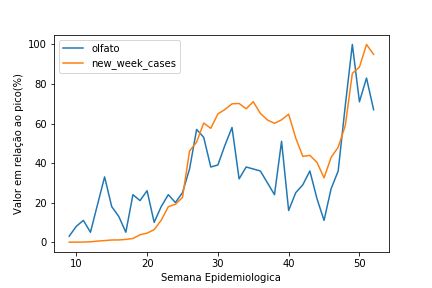 olfato
new_week_cases
Valor em relação ao pico(%)
100
80
60
40
20
0
10
20
30
40
50
Semana Epidemiologica